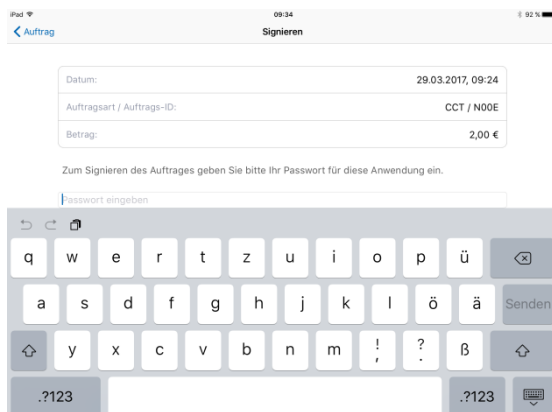 iPad 09:34 92 %
Auftrag Signieren
Datum: 29.03.2017, 09:24
Auftragsart / Auftrags-ID: CCT / N00E
Betrag: 2,00 €
Zum Signieren des Auftrages geben Sie bitte Ihr Passwort für diese Anwendung ein.
Passwort eingeben
q w e r t z u i o p ü
a s d f g h j k l ö ä Senden
y x c v b n m ! , ? . ß
.?123 .?123